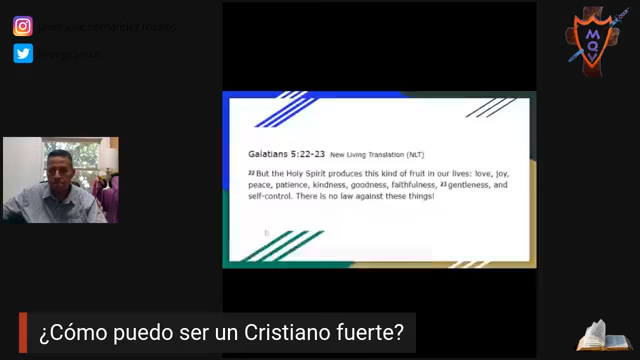 MQV
Galatians 5:22-23 New Living Translation (NLT)
22 But the Holy Spirit produces this kind of fruit in our lives: love, joy,
peace, patience, kindness, goodness, faithfulness, 23 gentleness, and
self-control. There is no law against these things!
¿Cómo puedo ser un Cristiano fuerte?